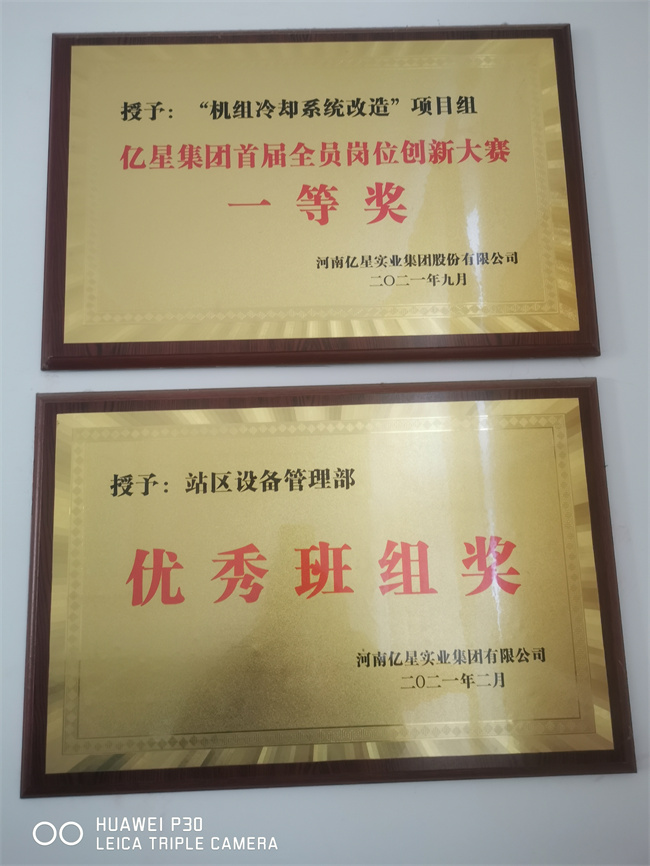 授予：“机组冷却系统改造”项目组
亿星集团首届全员岗位创新大赛
一等奖
河南亿星实业集团股份有限公司
二〇二一年九月
授予：站区设备管理部
优秀班组奖
河南亿星实业集团有限公司
二〇二一年二月
HUAWEI P30
LEICA TRIPLE CAMERA